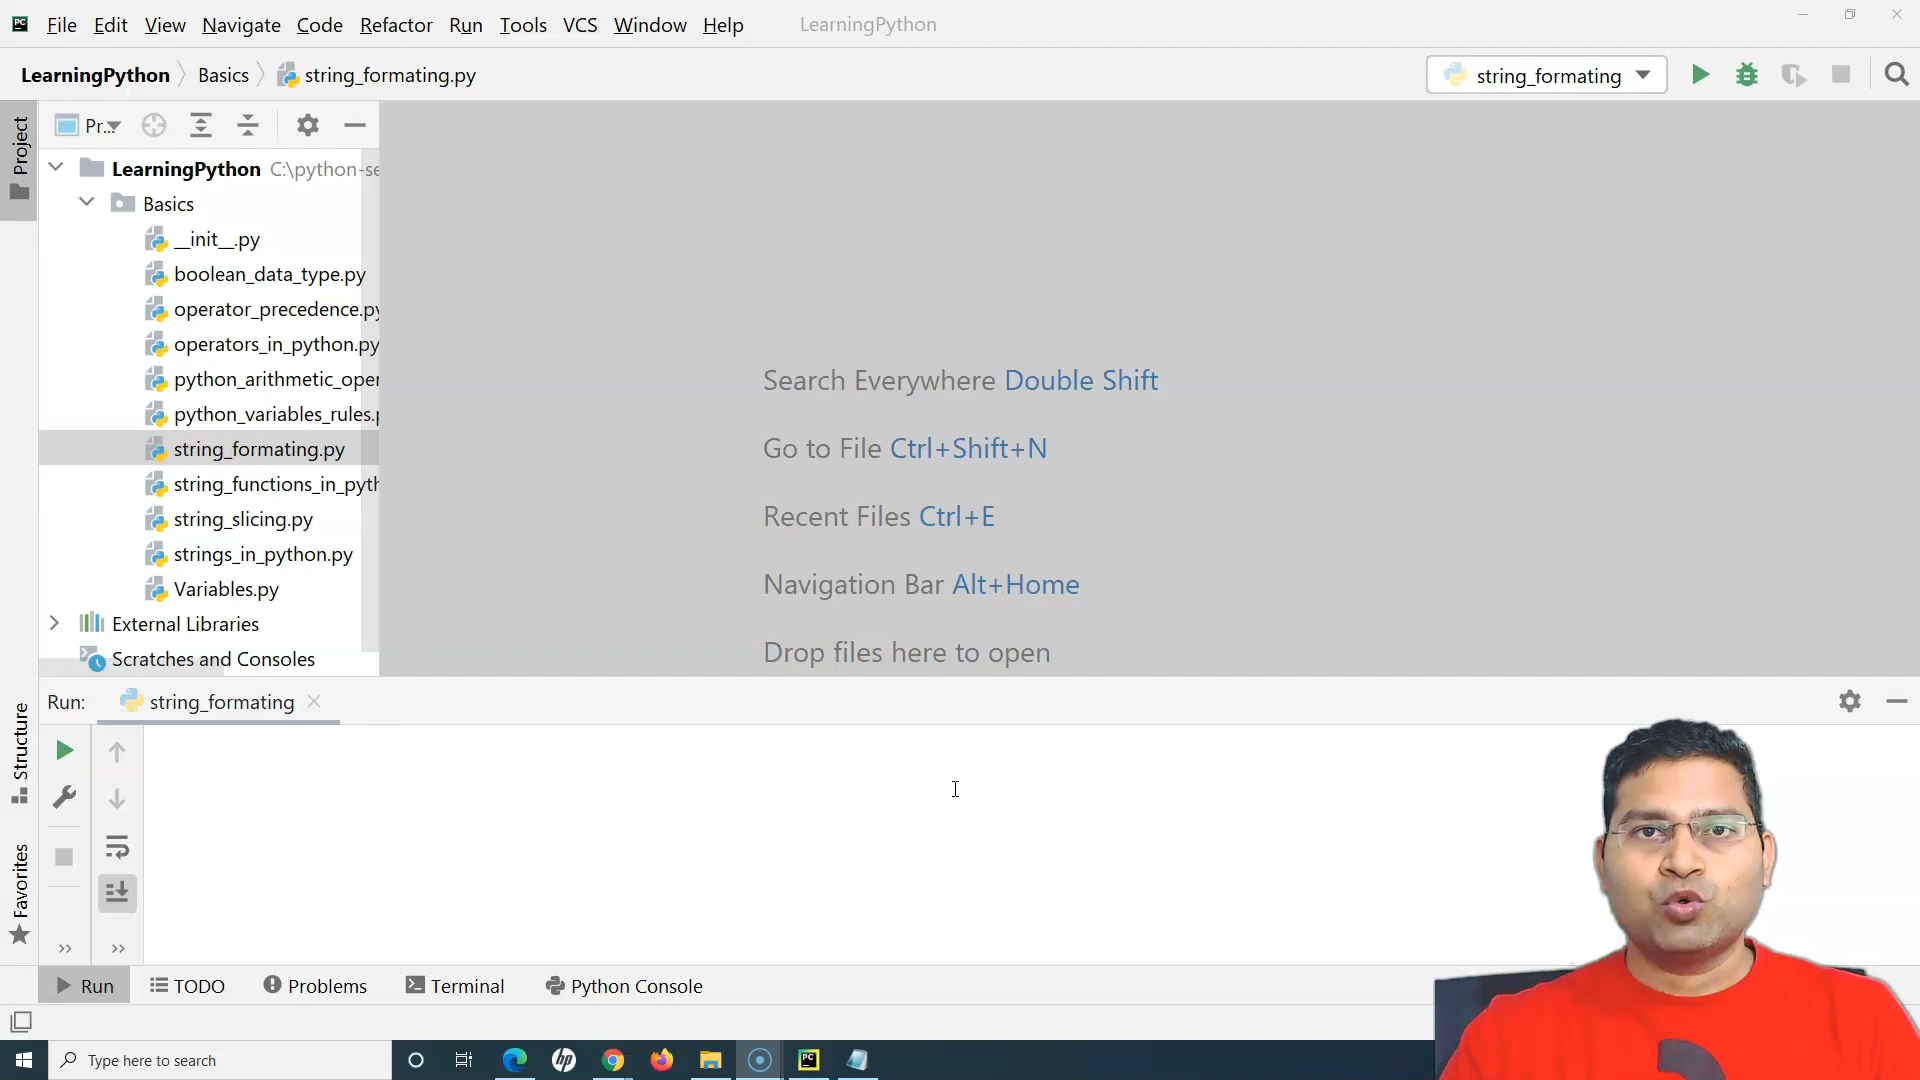 PC File Edit View Navigate Code Refactor Run Tools VCS Window Help LearningPython
LearningPython Basics string_formating.py string_formating
Project
Pr...
LearningPython C:\python-se
Basics
__init__.py
boolean_data_type.py
operator_precedence.py
operators_in_python.py
python_arithmetic_oper
python_variables_rules.p
string_formating.py
string_functions_in_pyth
string_slicing.py
strings_in_python.py
Variables.py
External Libraries
Scratches and Consoles
Search Everywhere Double Shift
Go to File Ctrl+Shift+N
Recent Files Ctrl+E
Navigation Bar Alt+Home
Drop files here to open
Structure
Favorites
Run: string_formating
Run TODO Problems Terminal Python Console
Type here to search hp PC